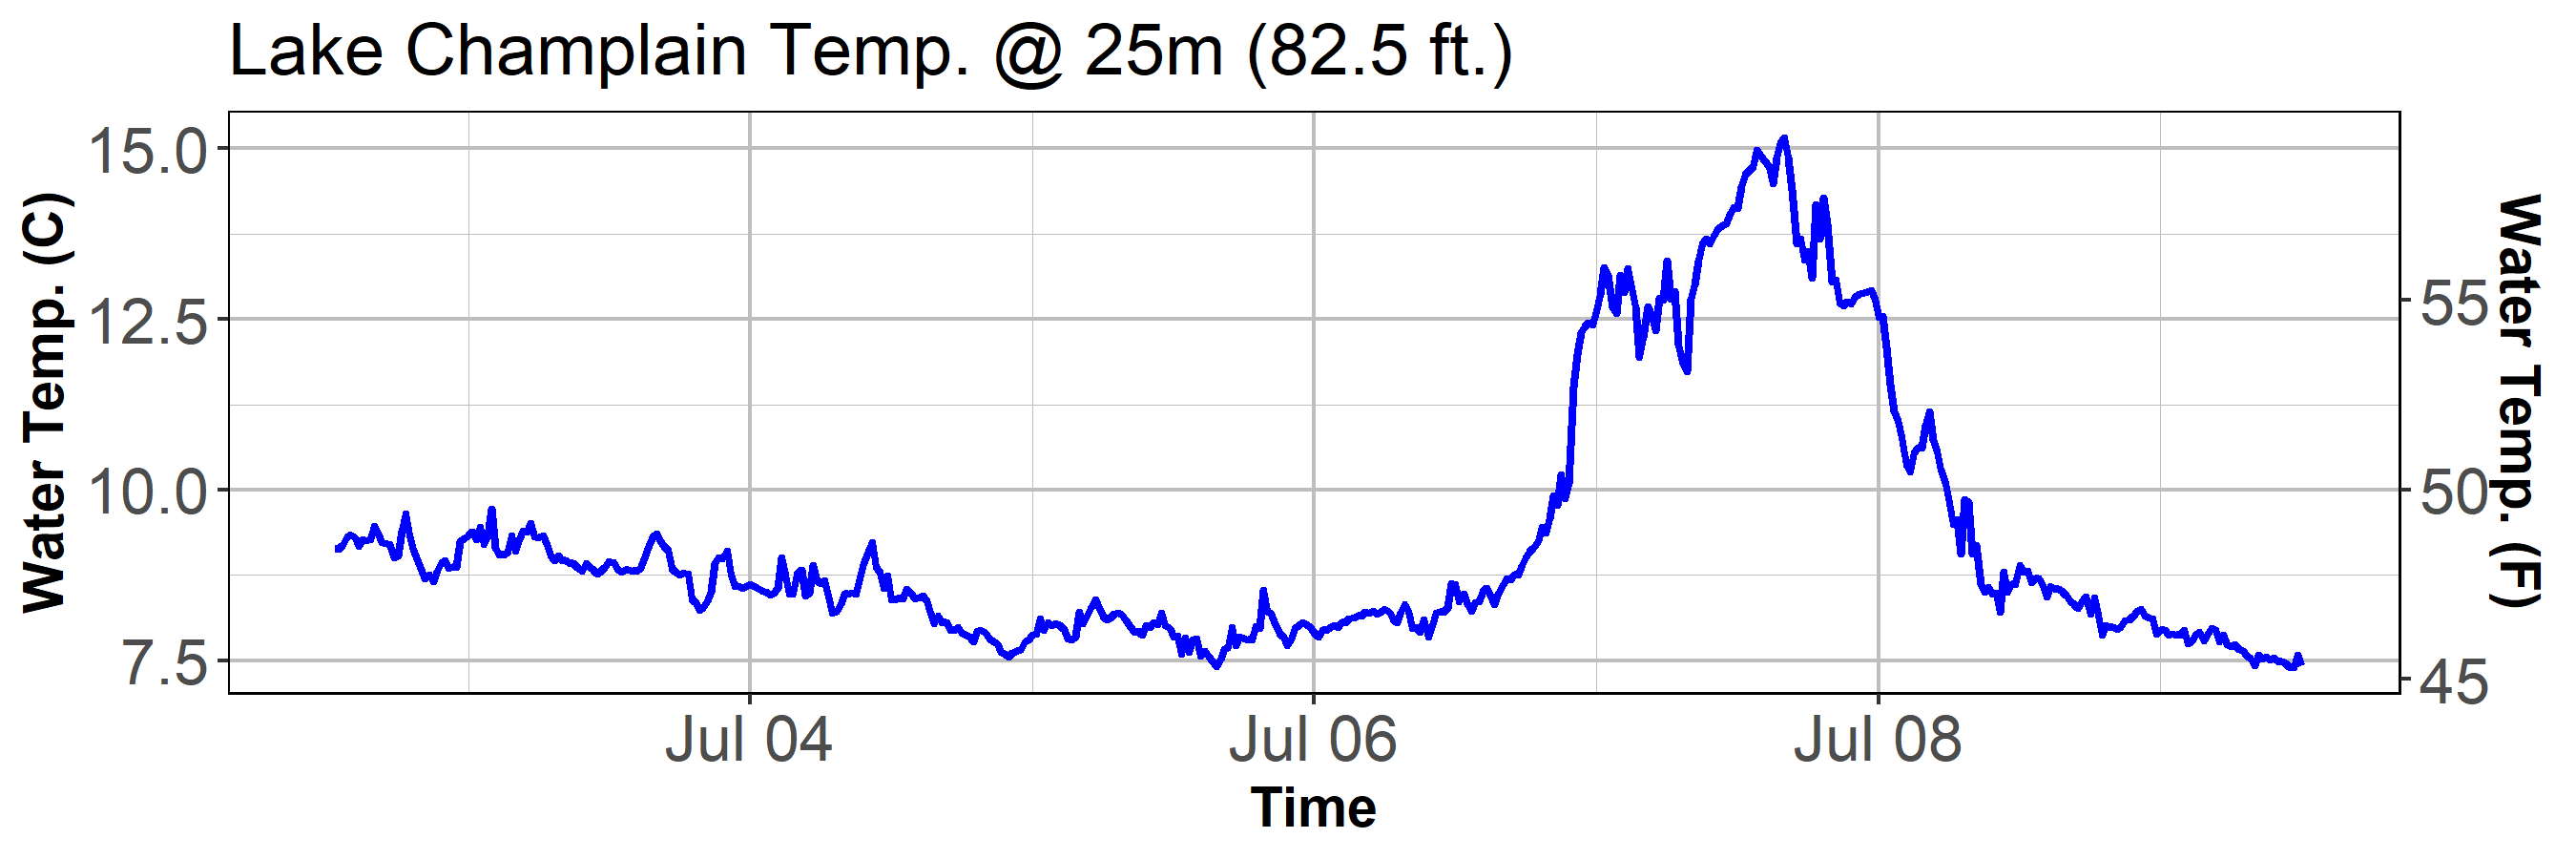 Lake Champlain Temp. @ 25m (82.5 ft.)
Water Temp. (C)
15.0
12.5
10.0
7.5
55
50
45
Water Temp. (F)
Jul 04
Jul 06
Jul 08
Time